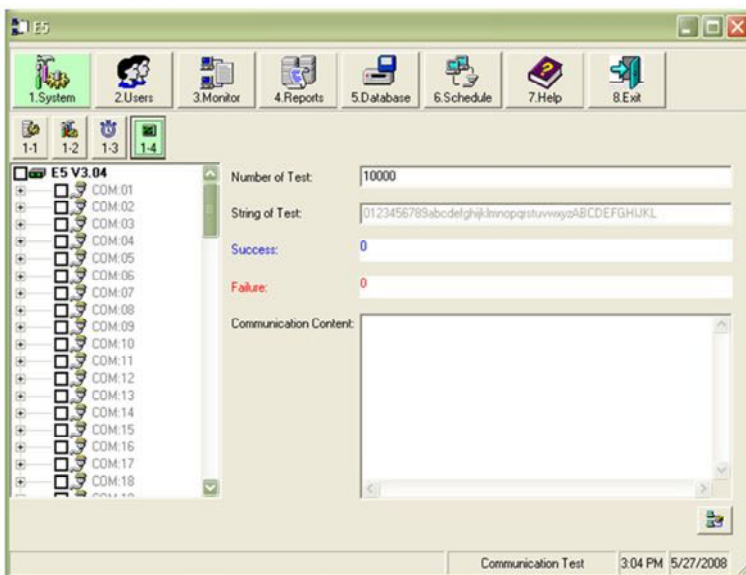 E5
1.System
2.Users
3.Monitor
4.Reports
5.Database
6.Schedule
7.Help
8.Exit
1-1
1-2
1-3
1-4
E5 V3.04
COM:01
COM:02
COM:03
COM:04
COM:05
COM:06
COM:07
COM:08
COM:09
COM:10
COM:11
COM:12
COM:13
COM:14
COM:15
COM:16
COM:17
COM:18
Number of Test: 10000
String of Test: 0123456789abcdefghijklmnopqrstuvwxyzABCDEFGHIJKL
Success: 0
Failure: 0
Communication Content:
Communication Test
3:04 PM
5/27/2008